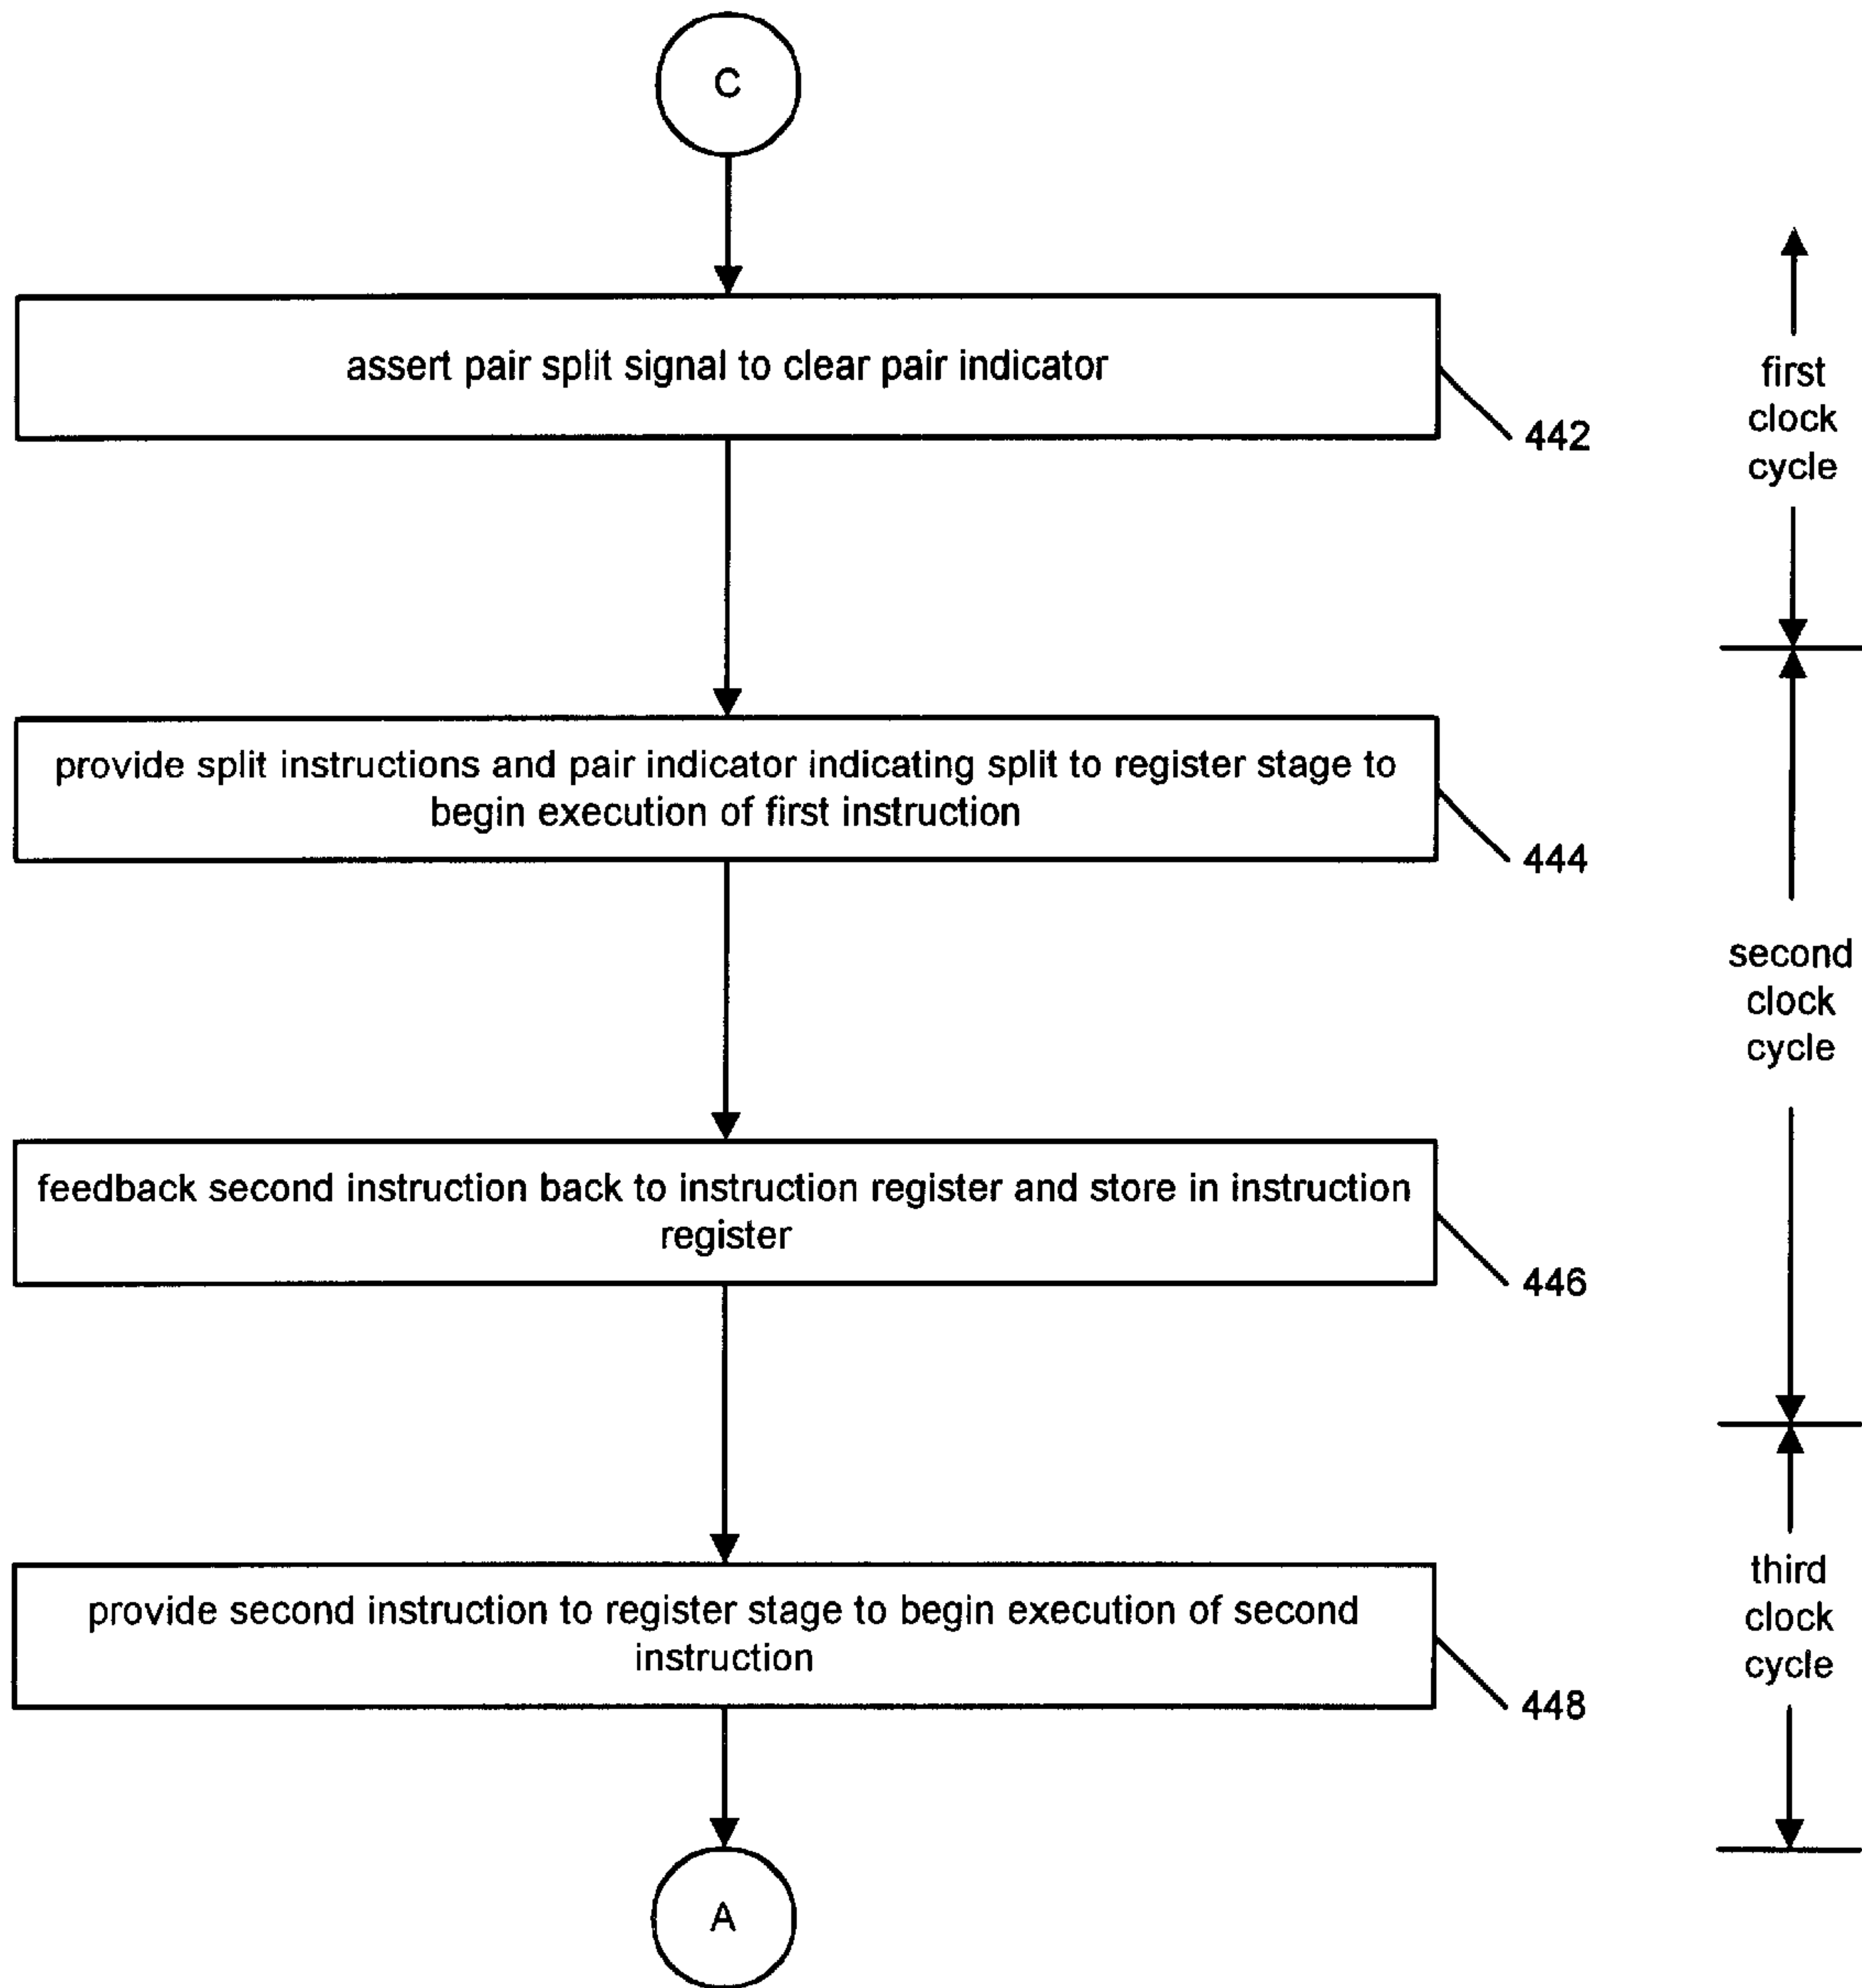 C
assert pair split signal to clear pair indicator
442
first
clock
cycle
provide split instructions and pair indicator indicating split to register stage to
begin execution of first instruction
444
second
clock
cycle
feedback second instruction back to instruction register and store in instruction
register
446
provide second instruction to register stage to begin execution of second
instruction
448
third
clock
cycle
A